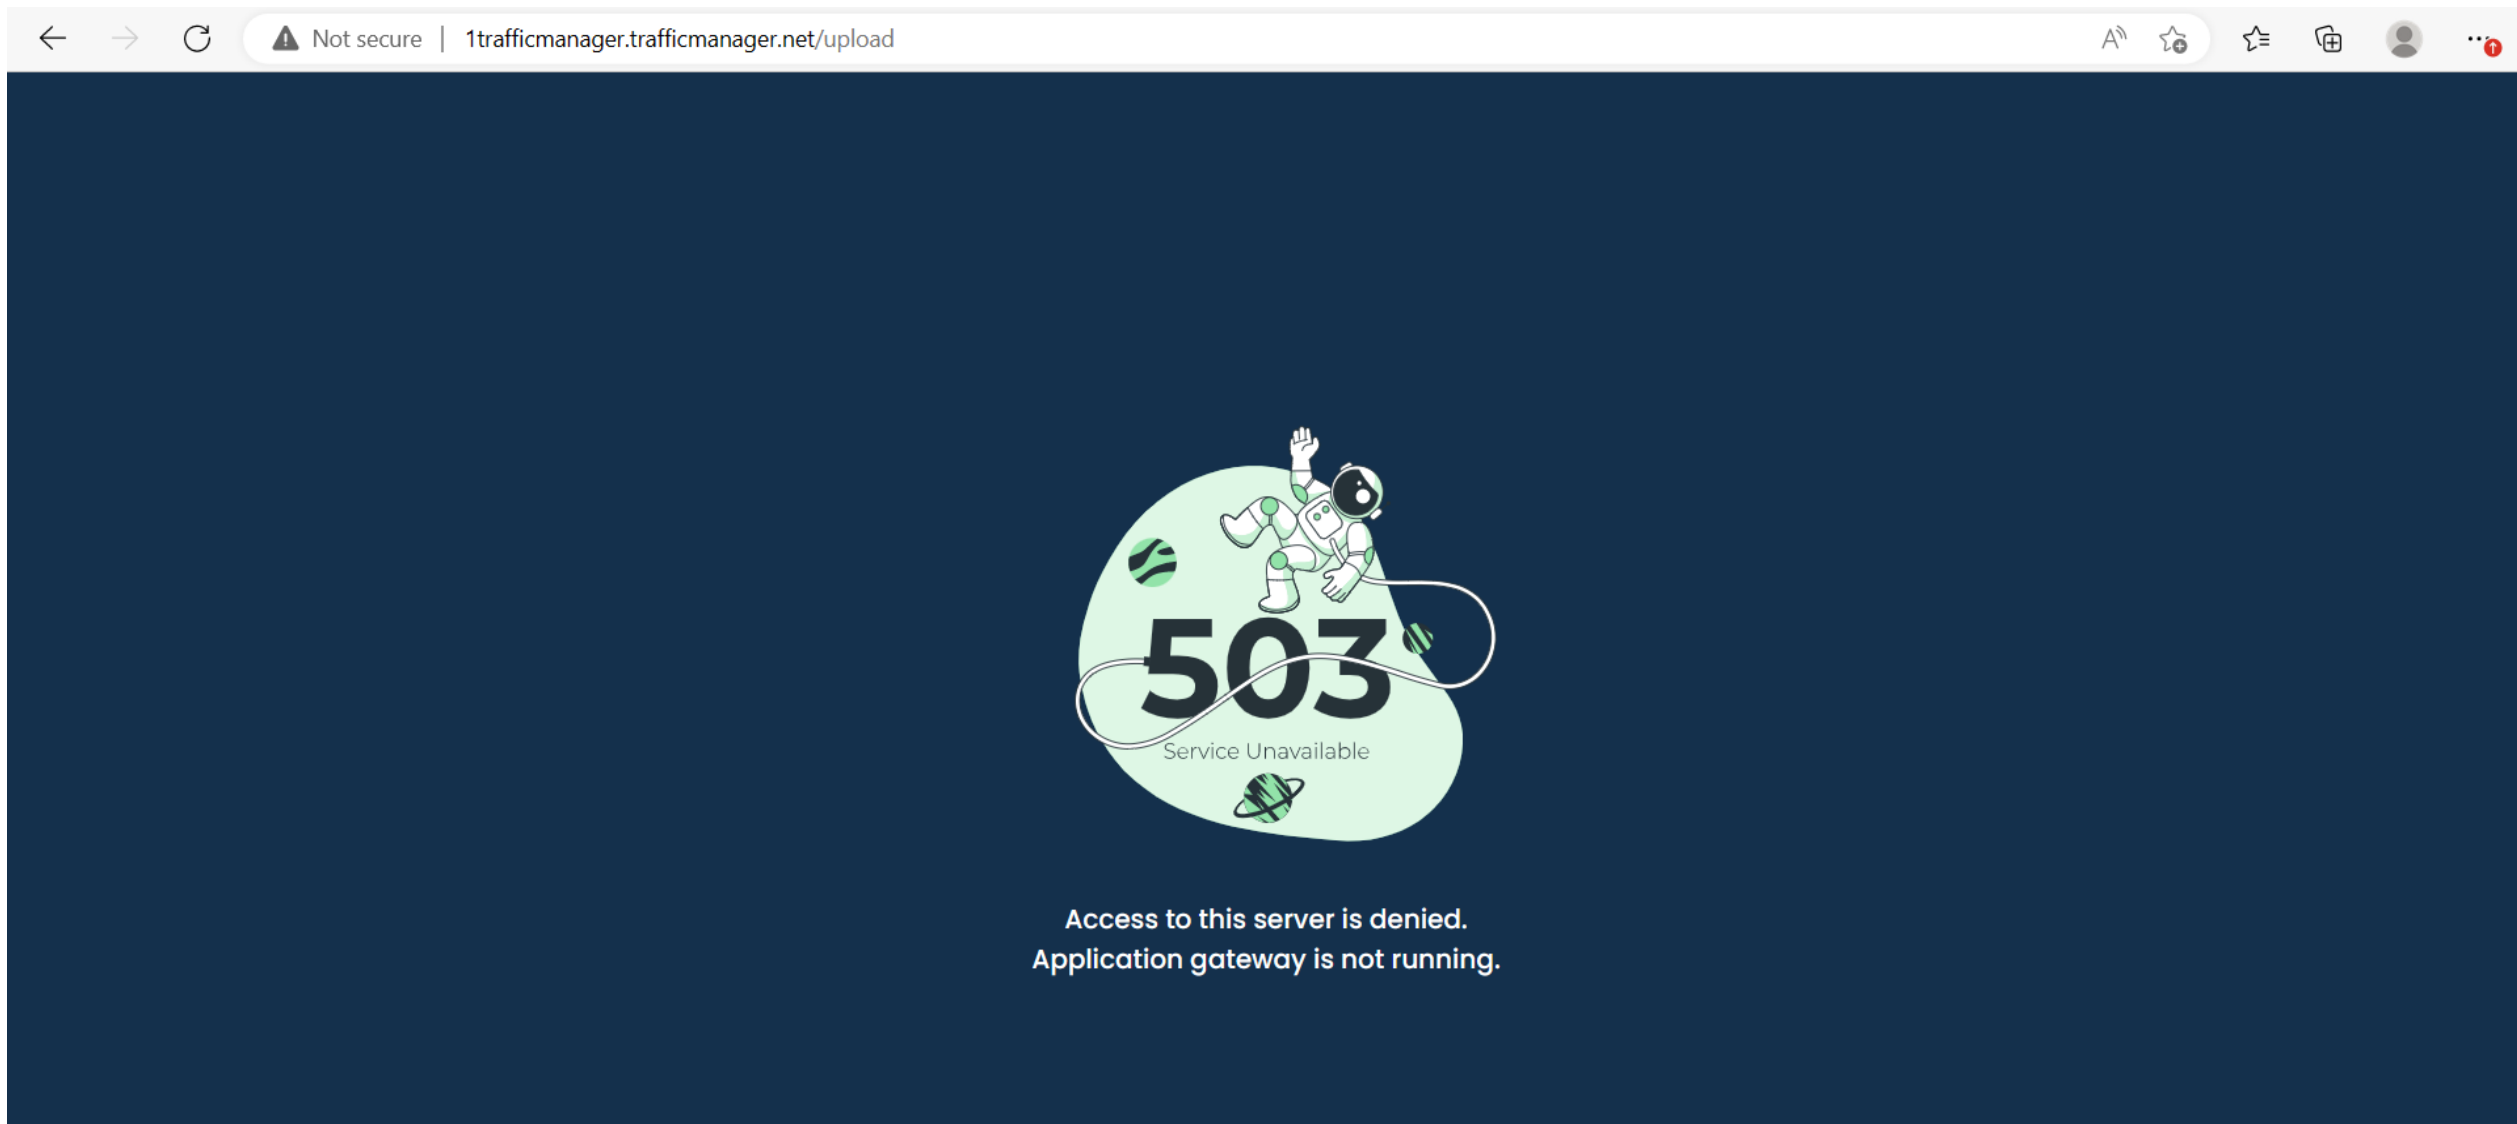 Not secure
1trafficmanager.trafficmanager.net/upload
503
Service Unavailable
Access to this server is denied.
Application gateway is not running.